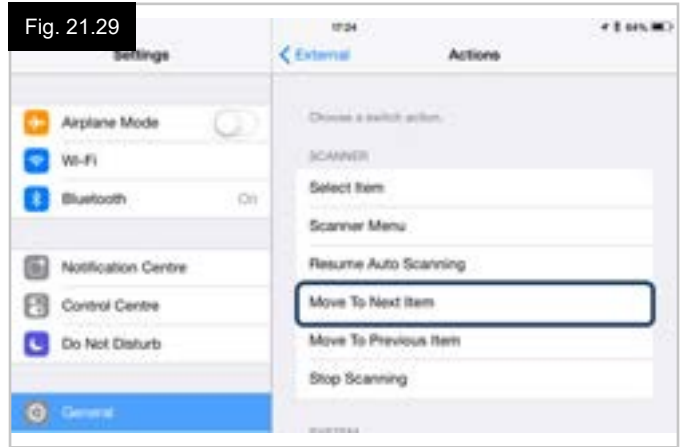 Fig. 21.29
17:24
Settings
External
Actions
Airplane Mode
Wi-Fi
Bluetooth
On
Notification Centre
Control Centre
Do Not Disturb
General
Choose a switch action.
SCANNER
Select Item
Scanner Menu
Resume Auto Scanning
Move To Next Item
Move To Previous Item
Stop Scanning
SYSTEM